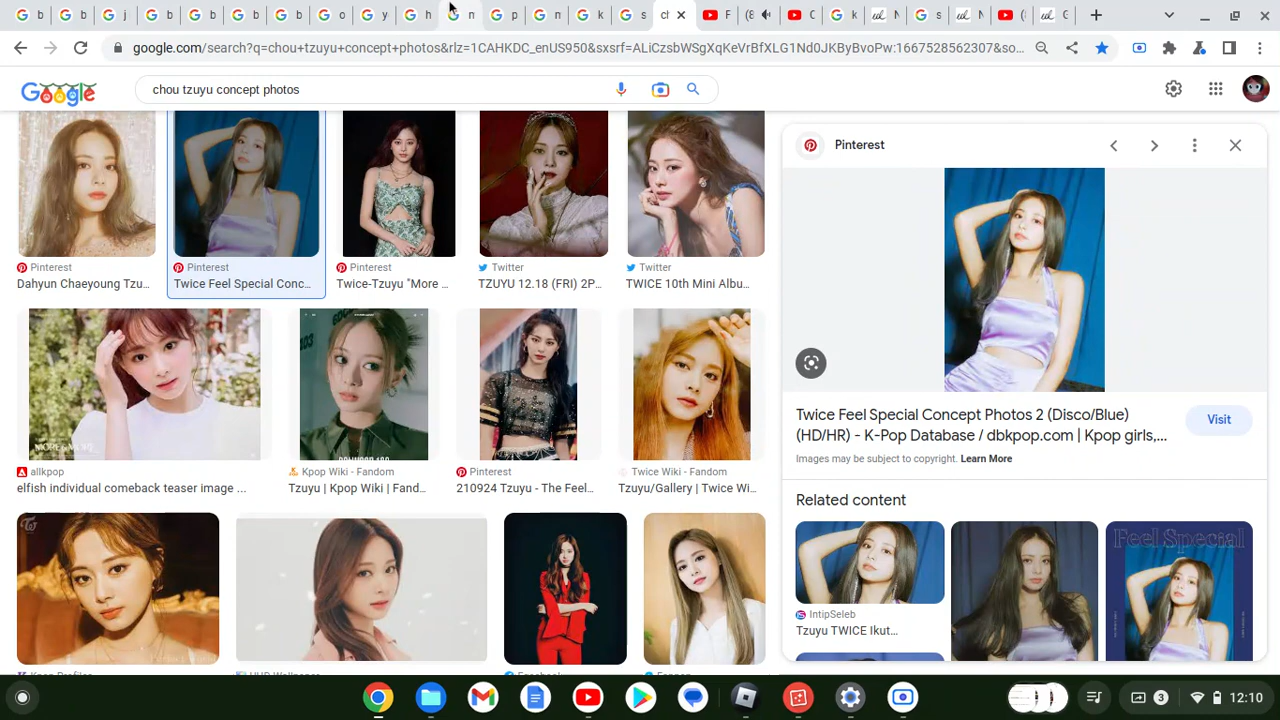 b
b
j
b
b
b
b
o
y
h
n
p
n
k
s
ch
F
(8
C
k
N
s
N
(
G
google.com/search?q=chou+tzuyu+concept+photos&rlz=1CAHKDC_enUS950&sxsrf=ALiCzsbWSgXqKeVrBfXLG1Nd0JKByBvoPw:1667528562307&so...
Google
chou tzuyu concept photos
Pinterest
Pinterest
Dahyun Chaeyoung Tzu...
Pinterest
Twice Feel Special Conc...
Pinterest
Twice-Tzuyu "More ...
Twitter
TZUYU 12.18 (FRI) 2P...
Twitter
TWICE 10th Mini Albu...
allkpop
elfish individual comeback teaser image ...
Kpop Wiki - Fandom
Tzuyu | Kpop Wiki | Fand...
Pinterest
210924 Tzuyu - The Feel...
Twice Wiki - Fandom
Tzuyu/Gallery | Twice Wi...
Twice Feel Special Concept Photos 2 (Disco/Blue)
(HD/HR) - K-Pop Database / dbkpop.com | Kpop girls,...
Visit
Images may be subject to copyright. Learn More
Related content
Feel Special
IntipSeleb
Tzuyu TWICE Ikut...
3
12:10